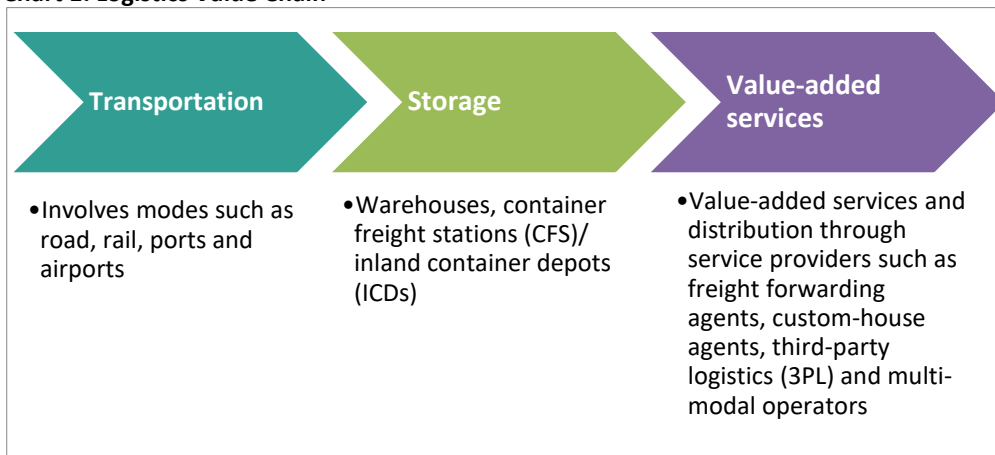 Transportation
Storage
Value-added
services
•Involves modes such as
road, rail, ports and
airports
•Warehouses, container
freight stations (CFS)/
inland container depots
(ICDs)
•Value-added services and
distribution through
service providers such as
freight forwarding
agents, custom-house
agents, third-party
logistics (3PL) and multi-
modal operators